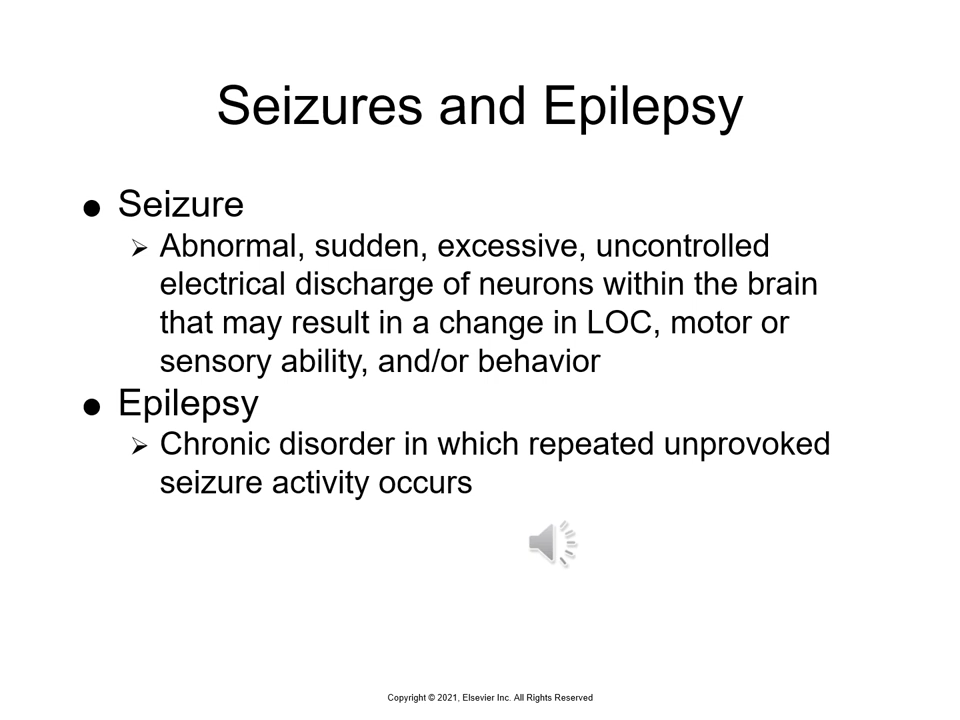 Seizures and Epilepsy
● Seizure
➢ Abnormal, sudden, excessive, uncontrolled
electrical discharge of neurons within the brain
that may result in a change in LOC, motor or
sensory ability, and/or behavior
● Epilepsy
➢ Chronic disorder in which repeated unprovoked
seizure activity occurs
Copyright © 2021, Elsevier Inc. All Rights Reserved